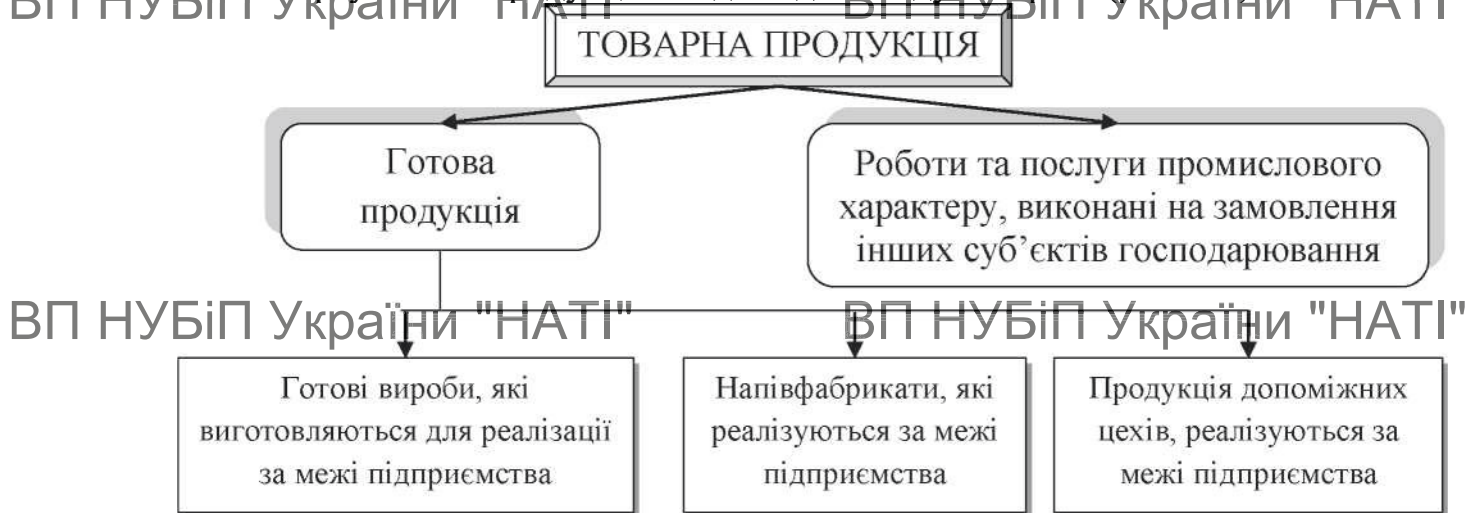 ВП НУБіП України "НАТІ" ВП НУБіП України "НАТІ"
ТОВАРНА ПРОДУКЦІЯ
Готова
продукція
Роботи та послуги промислового
характеру, виконані на замовлення
інших суб’єктів господарювання
ВП НУБіП України "НАТІ" ВП НУБіП України "НАТІ"
Готові вироби, які
виготовляються для реалізації
за межі підприємства
Напівфабрикати, які
реалізуються за межі
підприємства
Продукція допоміжних
цехів, реалізуються за
межі підприємства